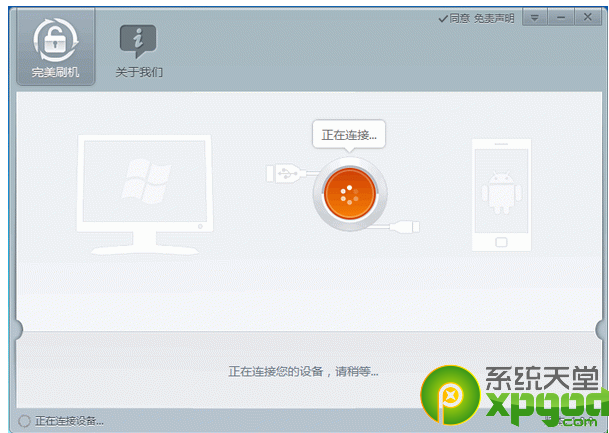 同意 免责声明
完美刷机
关于我们
正在连接...
正在连接您的设备，请稍等...
正在连接设备...
系统天堂
xpgod
.com